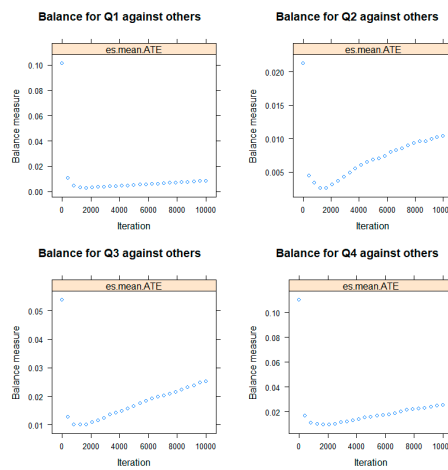 Balance for Q1 against others
es.mean.ATE
0.10
0.08
0.06
0.04
0.02
0.00
Balance measure
0 2000 4000 6000 8000 10000
Iteration
Balance for Q2 against others
es.mean.ATE
0.020
0.015
0.010
0.005
Balance measure
0 2000 4000 6000 8000 10000
Iteration
Balance for Q3 against others
es.mean.ATE
0.05
0.04
0.03
0.02
0.01
Balance measure
0 2000 4000 6000 8000 10000
Iteration
Balance for Q4 against others
es.mean.ATE
0.10
0.08
0.06
0.04
0.02
Balance measure
0 2000 4000 6000 8000 10000
Iteration